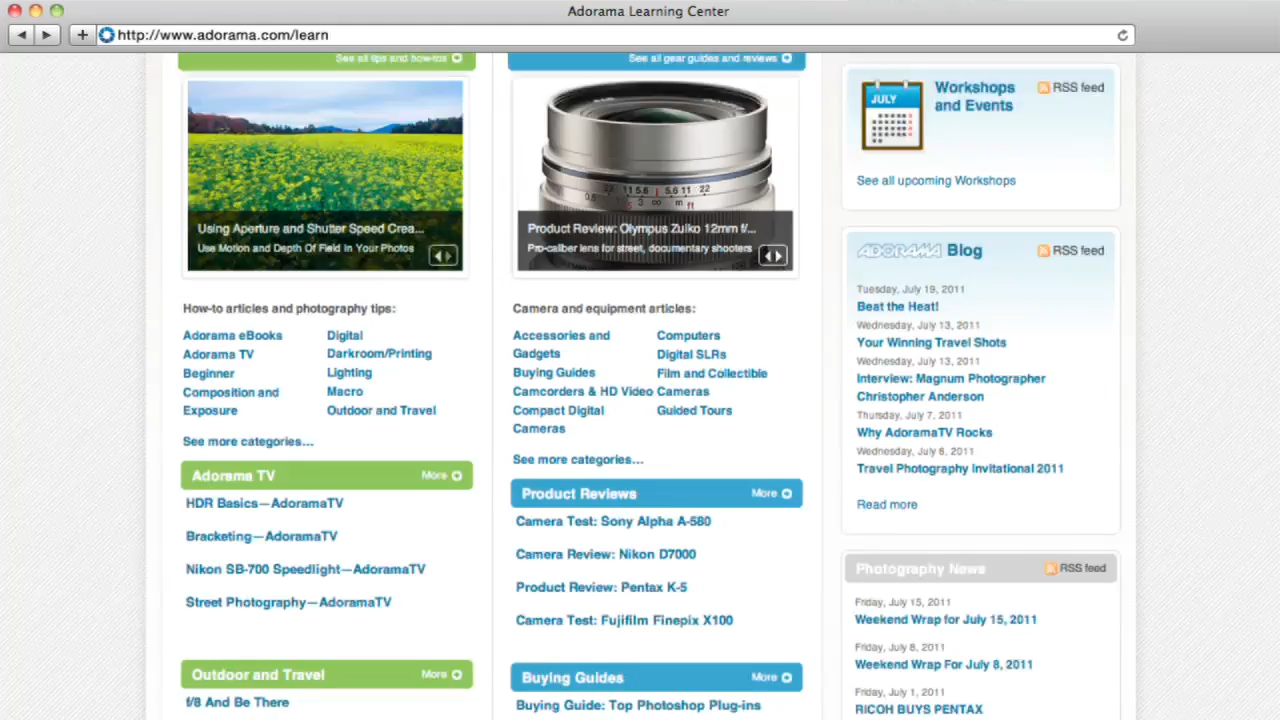 Adorama Learning Center
http://www.adorama.com/learn
See all tips and how-tos
Using Aperture and Shutter Speed Crea...
Use Motion and Depth Of Field In Your Photos
How-to articles and photography tips:
Adorama eBooks
Adorama TV
Beginner
Composition and
Exposure
Digital
Darkroom/Printing
Lighting
Macro
Outdoor and Travel
See more categories...
Adorama TV
More
HDR Basics—AdoramaTV
Bracketing—AdoramaTV
Nikon SB-700 Speedlight—AdoramaTV
Street Photography—AdoramaTV
Outdoor and Travel
More
f/8 And Be There
See all gear guides and reviews
22 11 5.6 5.6 11 22
3 ∞ m ft
Product Review: Olympus Zuiko 12mm f/...
Pro-caliber lens for street, documentary shooters
Camera and equipment articles:
Accessories and
Gadgets
Buying Guides
Camcorders & HD Video
Compact Digital
Cameras
Computers
Digital SLRs
Film and Collectible
Cameras
Guided Tours
See more categories...
Product Reviews
More
Camera Test: Sony Alpha A-580
Camera Review: Nikon D7000
Product Review: Pentax K-5
Camera Test: Fujifilm Finepix X100
Buying Guides
More
Buying Guide: Top Photoshop Plug-ins
JULY
Workshops
and Events
RSS feed
See all upcoming Workshops
ADORAMA Blog
RSS feed
Tuesday, July 19, 2011
Beat the Heat!
Wednesday, July 13, 2011
Your Winning Travel Shots
Wednesday, July 13, 2011
Interview: Magnum Photographer
Christopher Anderson
Thursday, July 7, 2011
Why AdoramaTV Rocks
Wednesday, July 6, 2011
Travel Photography Invitational 2011
Read more
Photography News
RSS feed
Friday, July 15, 2011
Weekend Wrap for July 15, 2011
Friday, July 8, 2011
Weekend Wrap For July 8, 2011
Friday, July 1, 2011
RICOH BUYS PENTAX